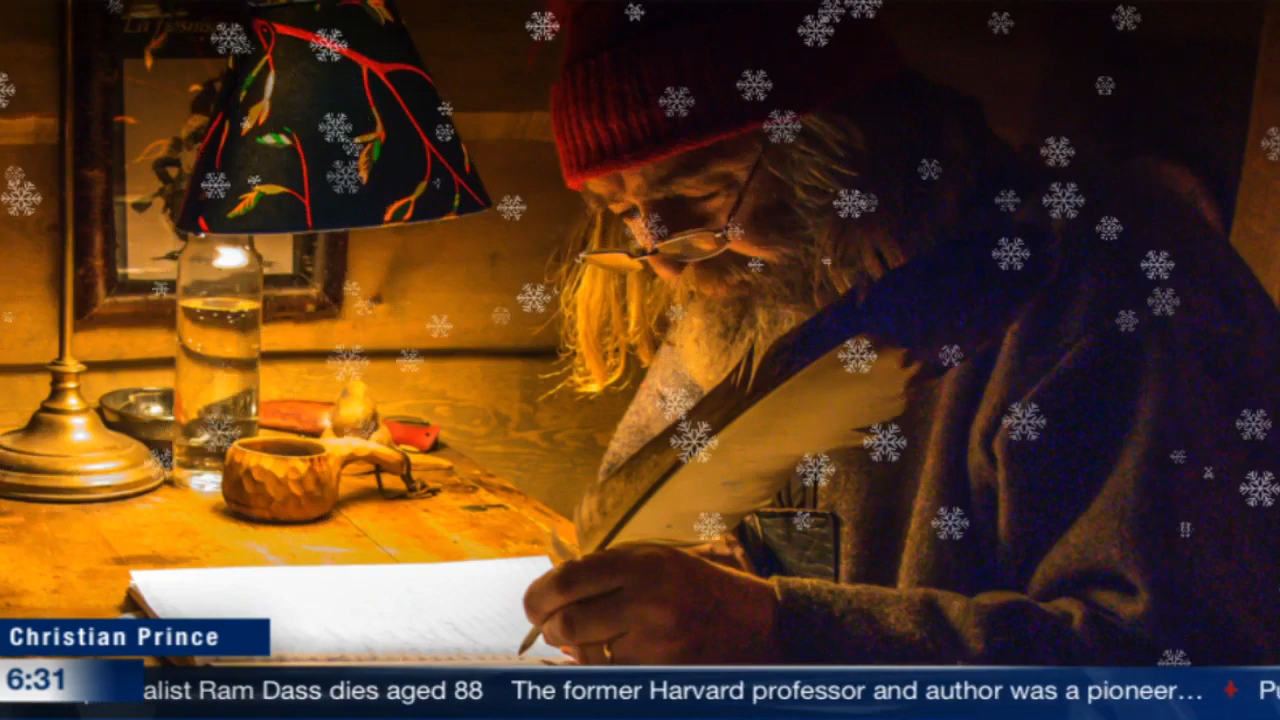 Christian Prince
6:31
alist Ram Dass dies aged 88 The former Harvard professor and author was a pioneer...